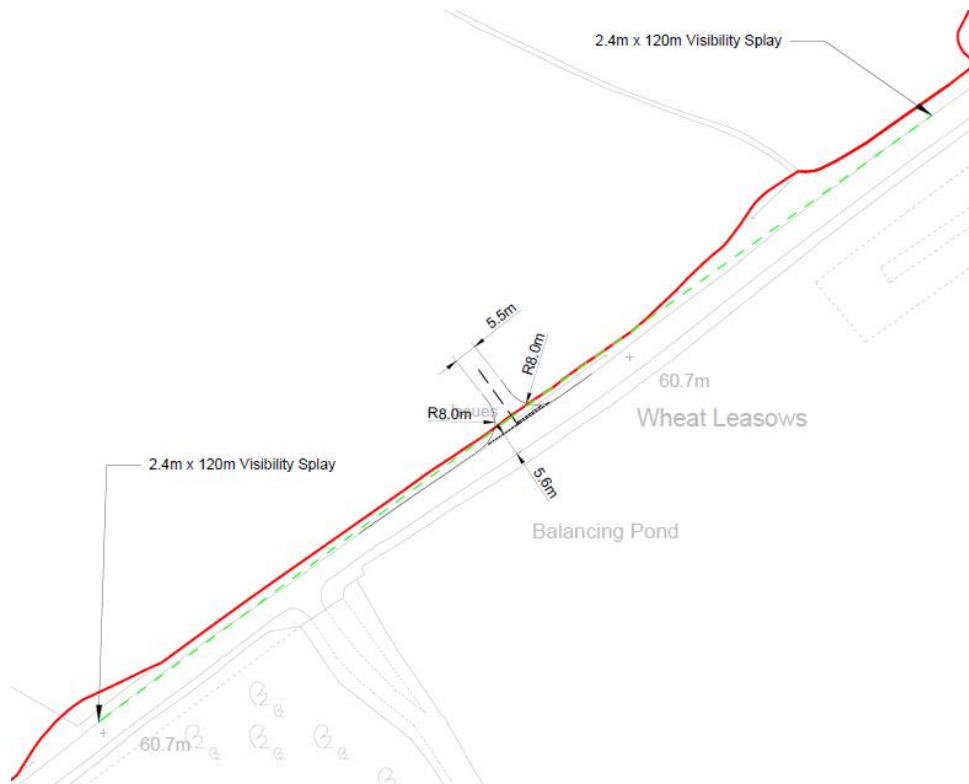 2.4m x 120m Visibility Splay
5.5m
R8.0m
Issues
R8.0m
60.7m
Wheat Leasows
2.4m x 120m Visibility Splay
5.6m
Balancing Pond
60.7m